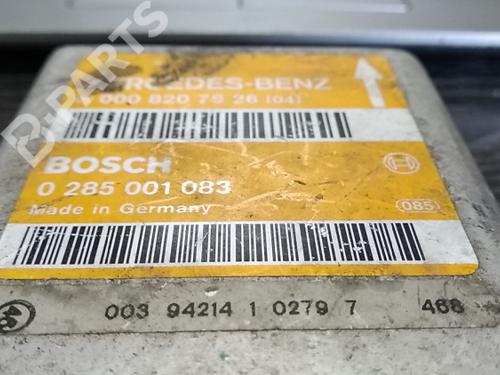 B-PARTS
MERCEDES-BENZ
000 820 79 26 (04)
BOSCH
0 285 001 083
Made in Germany
085
003 94214 1 0279 7 468